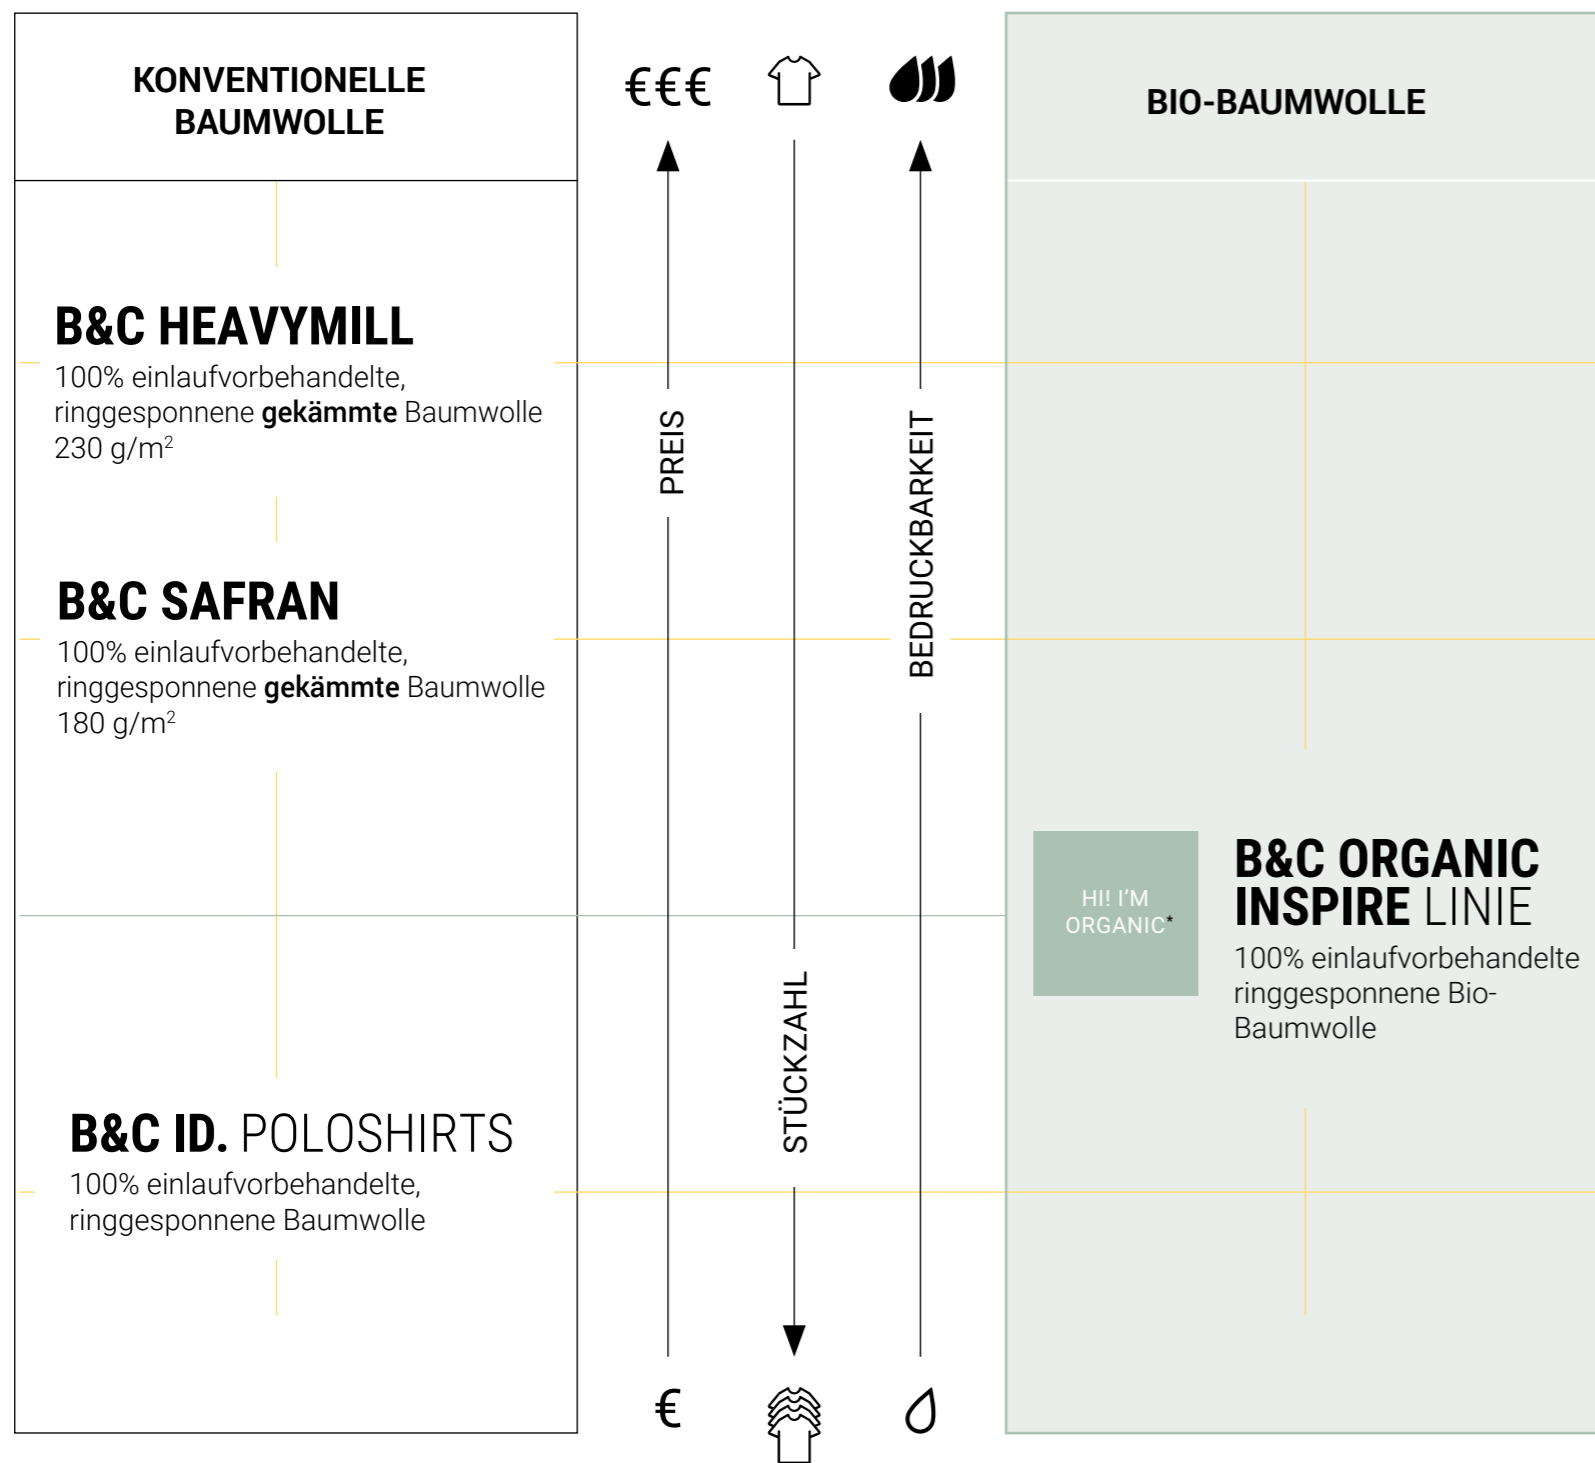 KONVENTIONELLE
BAUMWOLLE
€€€
BIO-BAUMWOLLE
B&C HEAVYMILL
100% einlaufvorbehandelte,
ringgesponnene gekämmte Baumwolle
230 g/m²
B&C SAFRAN
100% einlaufvorbehandelte,
ringgesponnene gekämmte Baumwolle
180 g/m²
B&C ID. POLOSHIRTS
100% einlaufvorbehandelte,
ringgesponnene Baumwolle
PREIS
STÜCKZAHL
BEDRUCKBARKEIT
€
HI! I'M
ORGANIC*
B&C ORGANIC
INSPIRE LINIE
100% einlaufvorbehandelte
ringgesponnene Bio-
Baumwolle